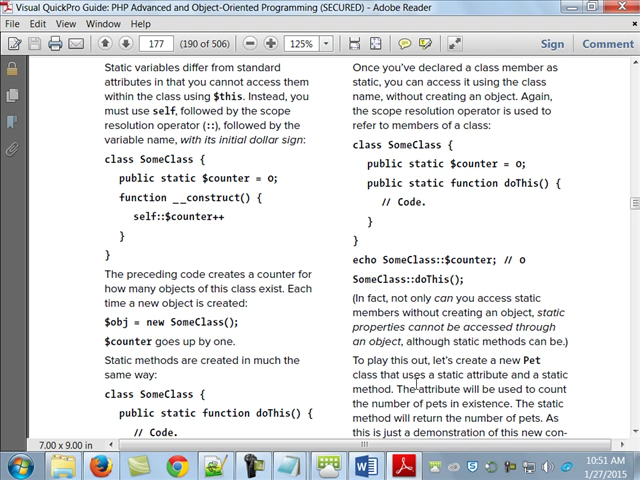 Visual QuickPro Guide: PHP Advanced and Object-Oriented Programming (SECURED) - Adobe Reader
File Edit View Window Help
177 (190 of 506) 125% Sign Comment
Static variables differ from standard
attributes in that you cannot access them
within the class using $this. Instead, you
must use self, followed by the scope
resolution operator (::), followed by the
variable name, with its initial dollar sign:
class SomeClass {
public static $counter = 0;
function __construct() {
self::$counter++
}
}
The preceding code creates a counter for
how many objects of this class exist. Each
time a new object is created:
$obj = new SomeClass();
$counter goes up by one.
Static methods are created in much the
same way:
class SomeClass {
public static function doThis() {
// Code.
Once you've declared a class member as
static, you can access it using the class
name, without creating an object. Again,
the scope resolution operator is used to
refer to members of a class:
class SomeClass {
public static $counter = 0;
public static function doThis() {
// Code.
}
}
echo SomeClass::$counter; // 0
SomeClass::doThis();
(In fact, not only can you access static
members without creating an object, static
properties cannot be accessed through
an object, although static methods can be.)
To play this out, let's create a new Pet
class that uses a static attribute and a static
method. The attribute will be used to count
the number of pets in existence. The static
method will return the number of pets. As
this is just a demonstration of this new con-
7.00 x 9.00 in
10:51 AM
1/27/2015